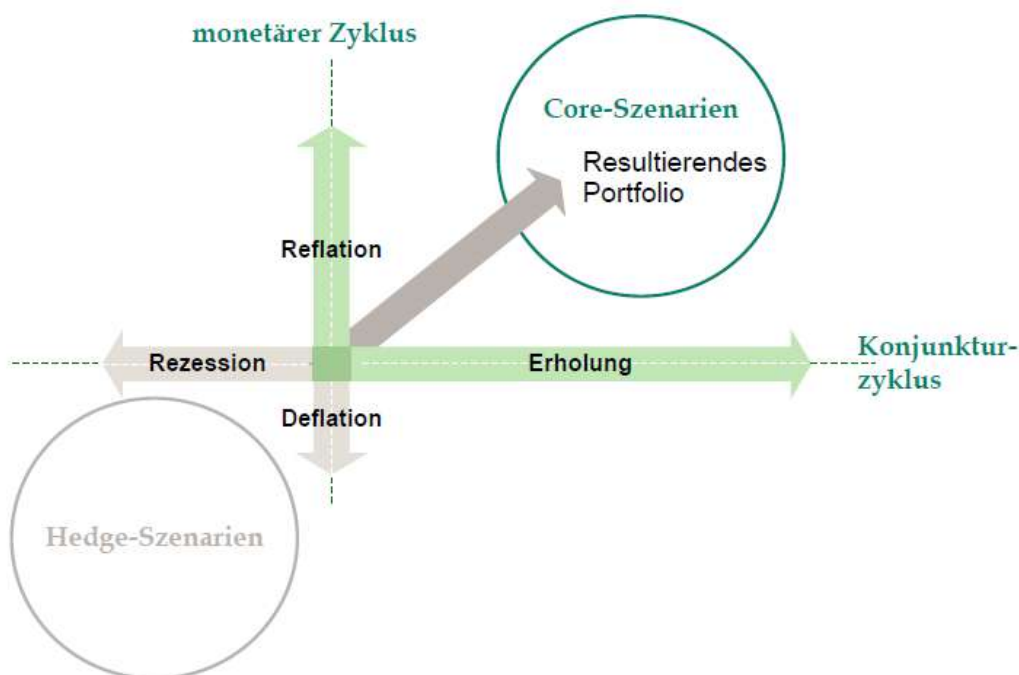 monetärer Zyklus
Core-Szenarien
Resultierendes
Portfolio
Reflation
Rezession
Erholung
Konjunktur-
zyklus
Deflation
Hedge-Szenarien